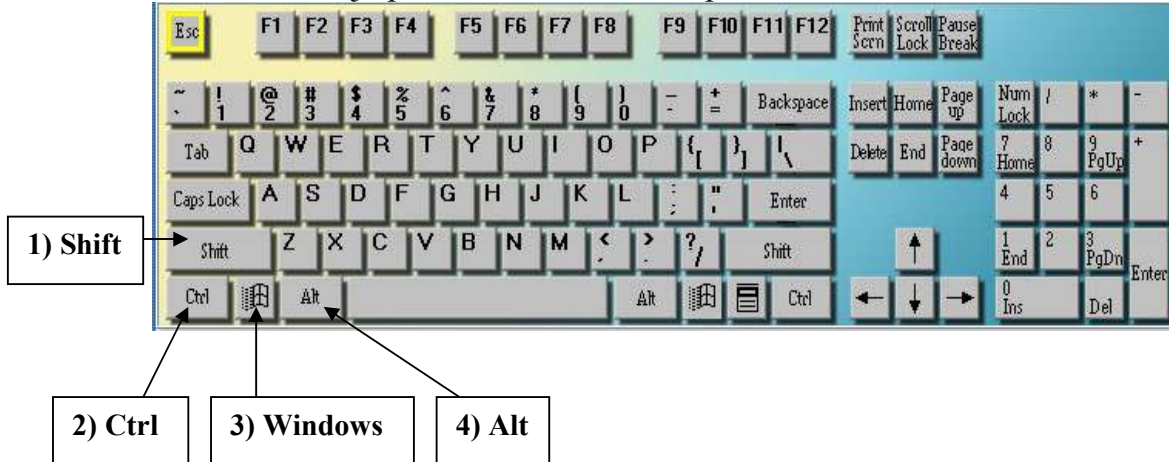 Esc F1 F2 F3 F4 F5 F6 F7 F8 F9 F10 F11 F12 Print Scrn Scroll Lock Pause Break
~ ` ! 1 @ 2 # 3 $ 4 % 5 ^ 6 & 7 * 8 ( 9 ) 0 - + = Backspace Insert Home Page up Num Lock / * -
Tab Q W E R T Y U I O P { [ } ] | \ Delete End Page down 7 Home 8 9 PgUp +
Caps Lock A S D F G H J K L : ; " ' Enter 4 5 6
1) Shift Shift Z X C V B N M < , > . ? / Shift ↑ 1 End 2 3 PgDn Enter
Ctrl Alt Alt Ctrl ← ↓ → 0 Ins Del
2) Ctrl 3) Windows 4) Alt